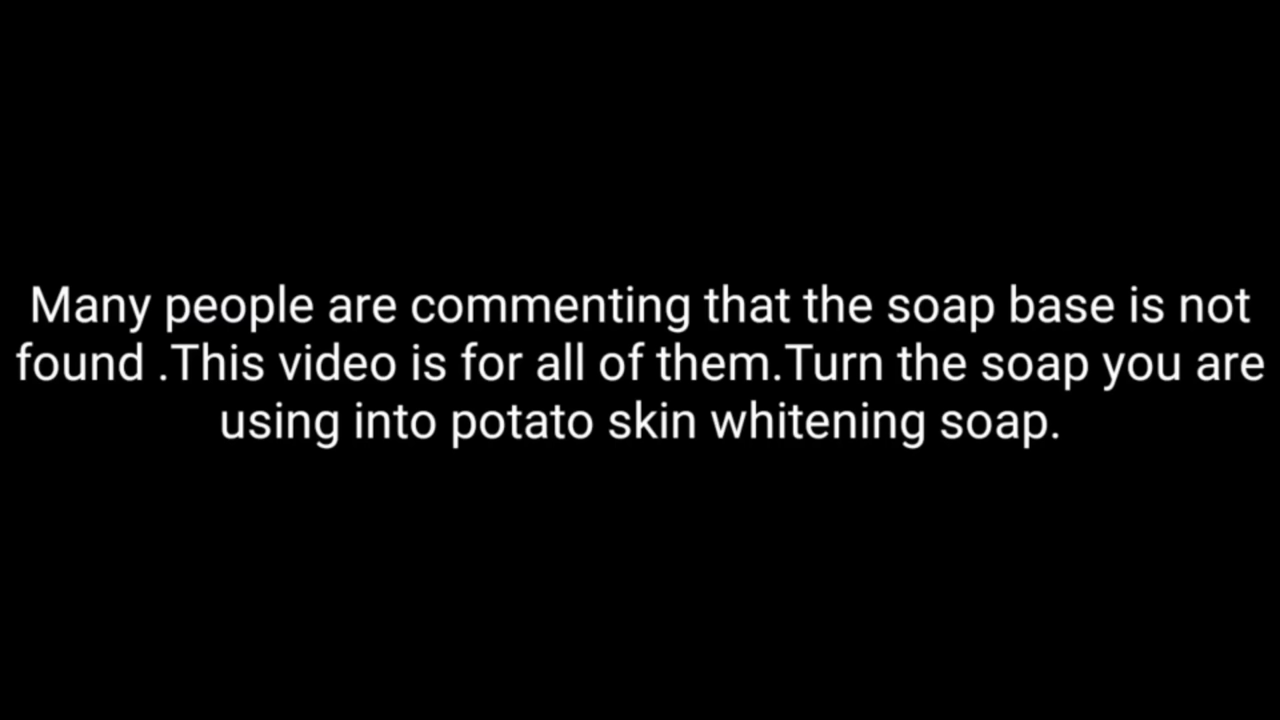 Many people are commenting that the soap base is not
found .This video is for all of them.Turn the soap you are
using into potato skin whitening soap.